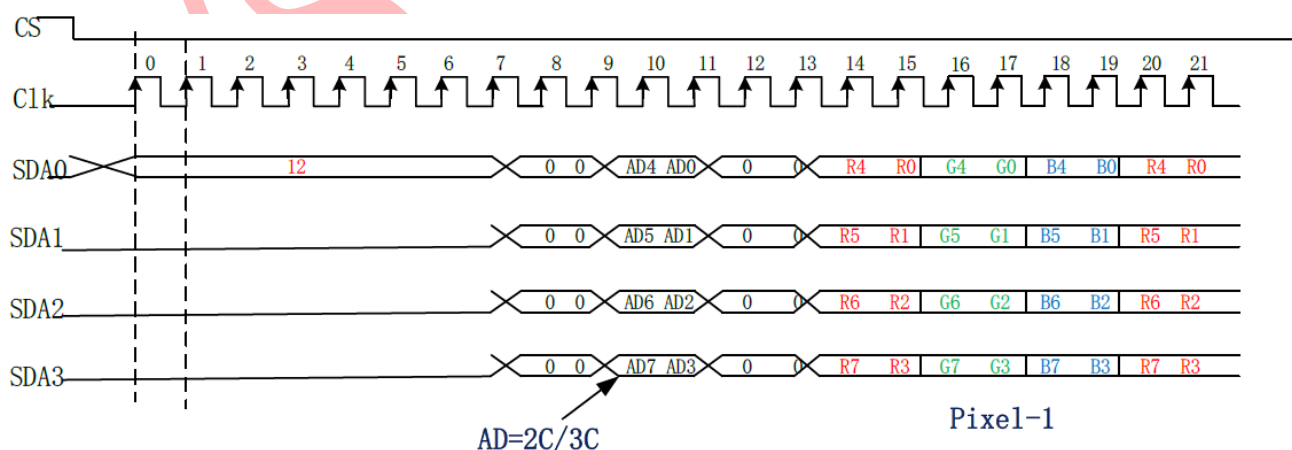 CS
0 1 2 3 4 5 6 7 8 9 10 11 12 13 14 15 16 17 18 19 20 21
Clk
SDA0 12 0 0 AD4 AD0 0 0 R4 R0 G4 G0 B4 B0 R4 R0
SDA1 0 0 AD5 AD1 0 0 R5 R1 G5 G1 B5 B1 R5 R1
SDA2 0 0 AD6 AD2 0 0 R6 R2 G6 G2 B6 B2 R6 R2
SDA3 0 0 AD7 AD3 0 0 R7 R3 G7 G3 B7 B3 R7 R3
Pixel-1
AD=2C/3C